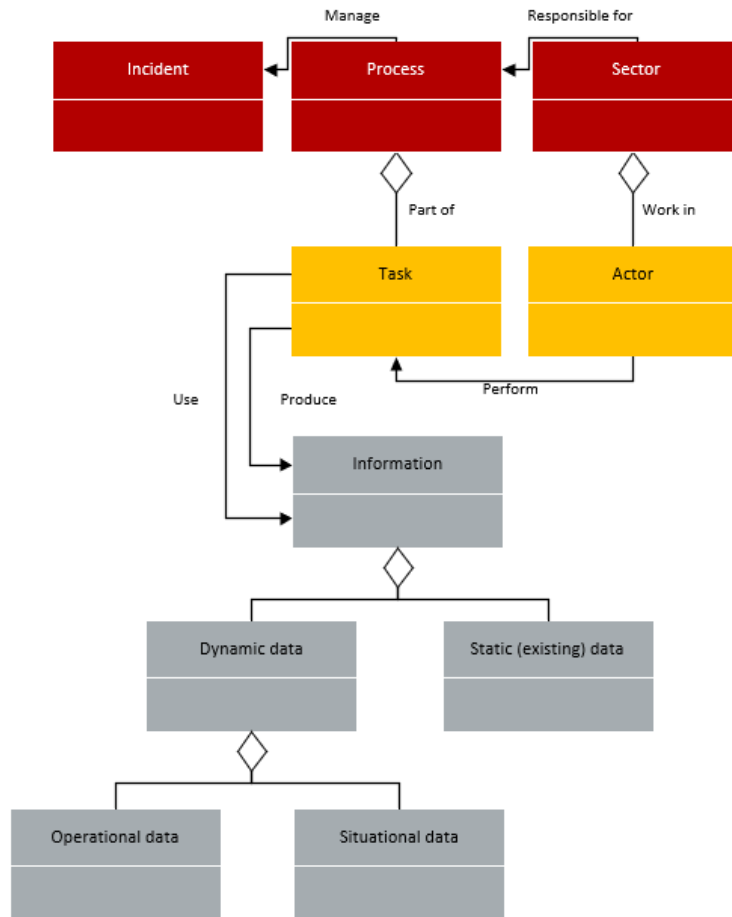 Manage
Responsible for
Incident
Process
Sector
Part of
Work in
Task
Actor
Use
Produce
Perform
Information
Dynamic data
Static (existing) data
Operational data
Situational data